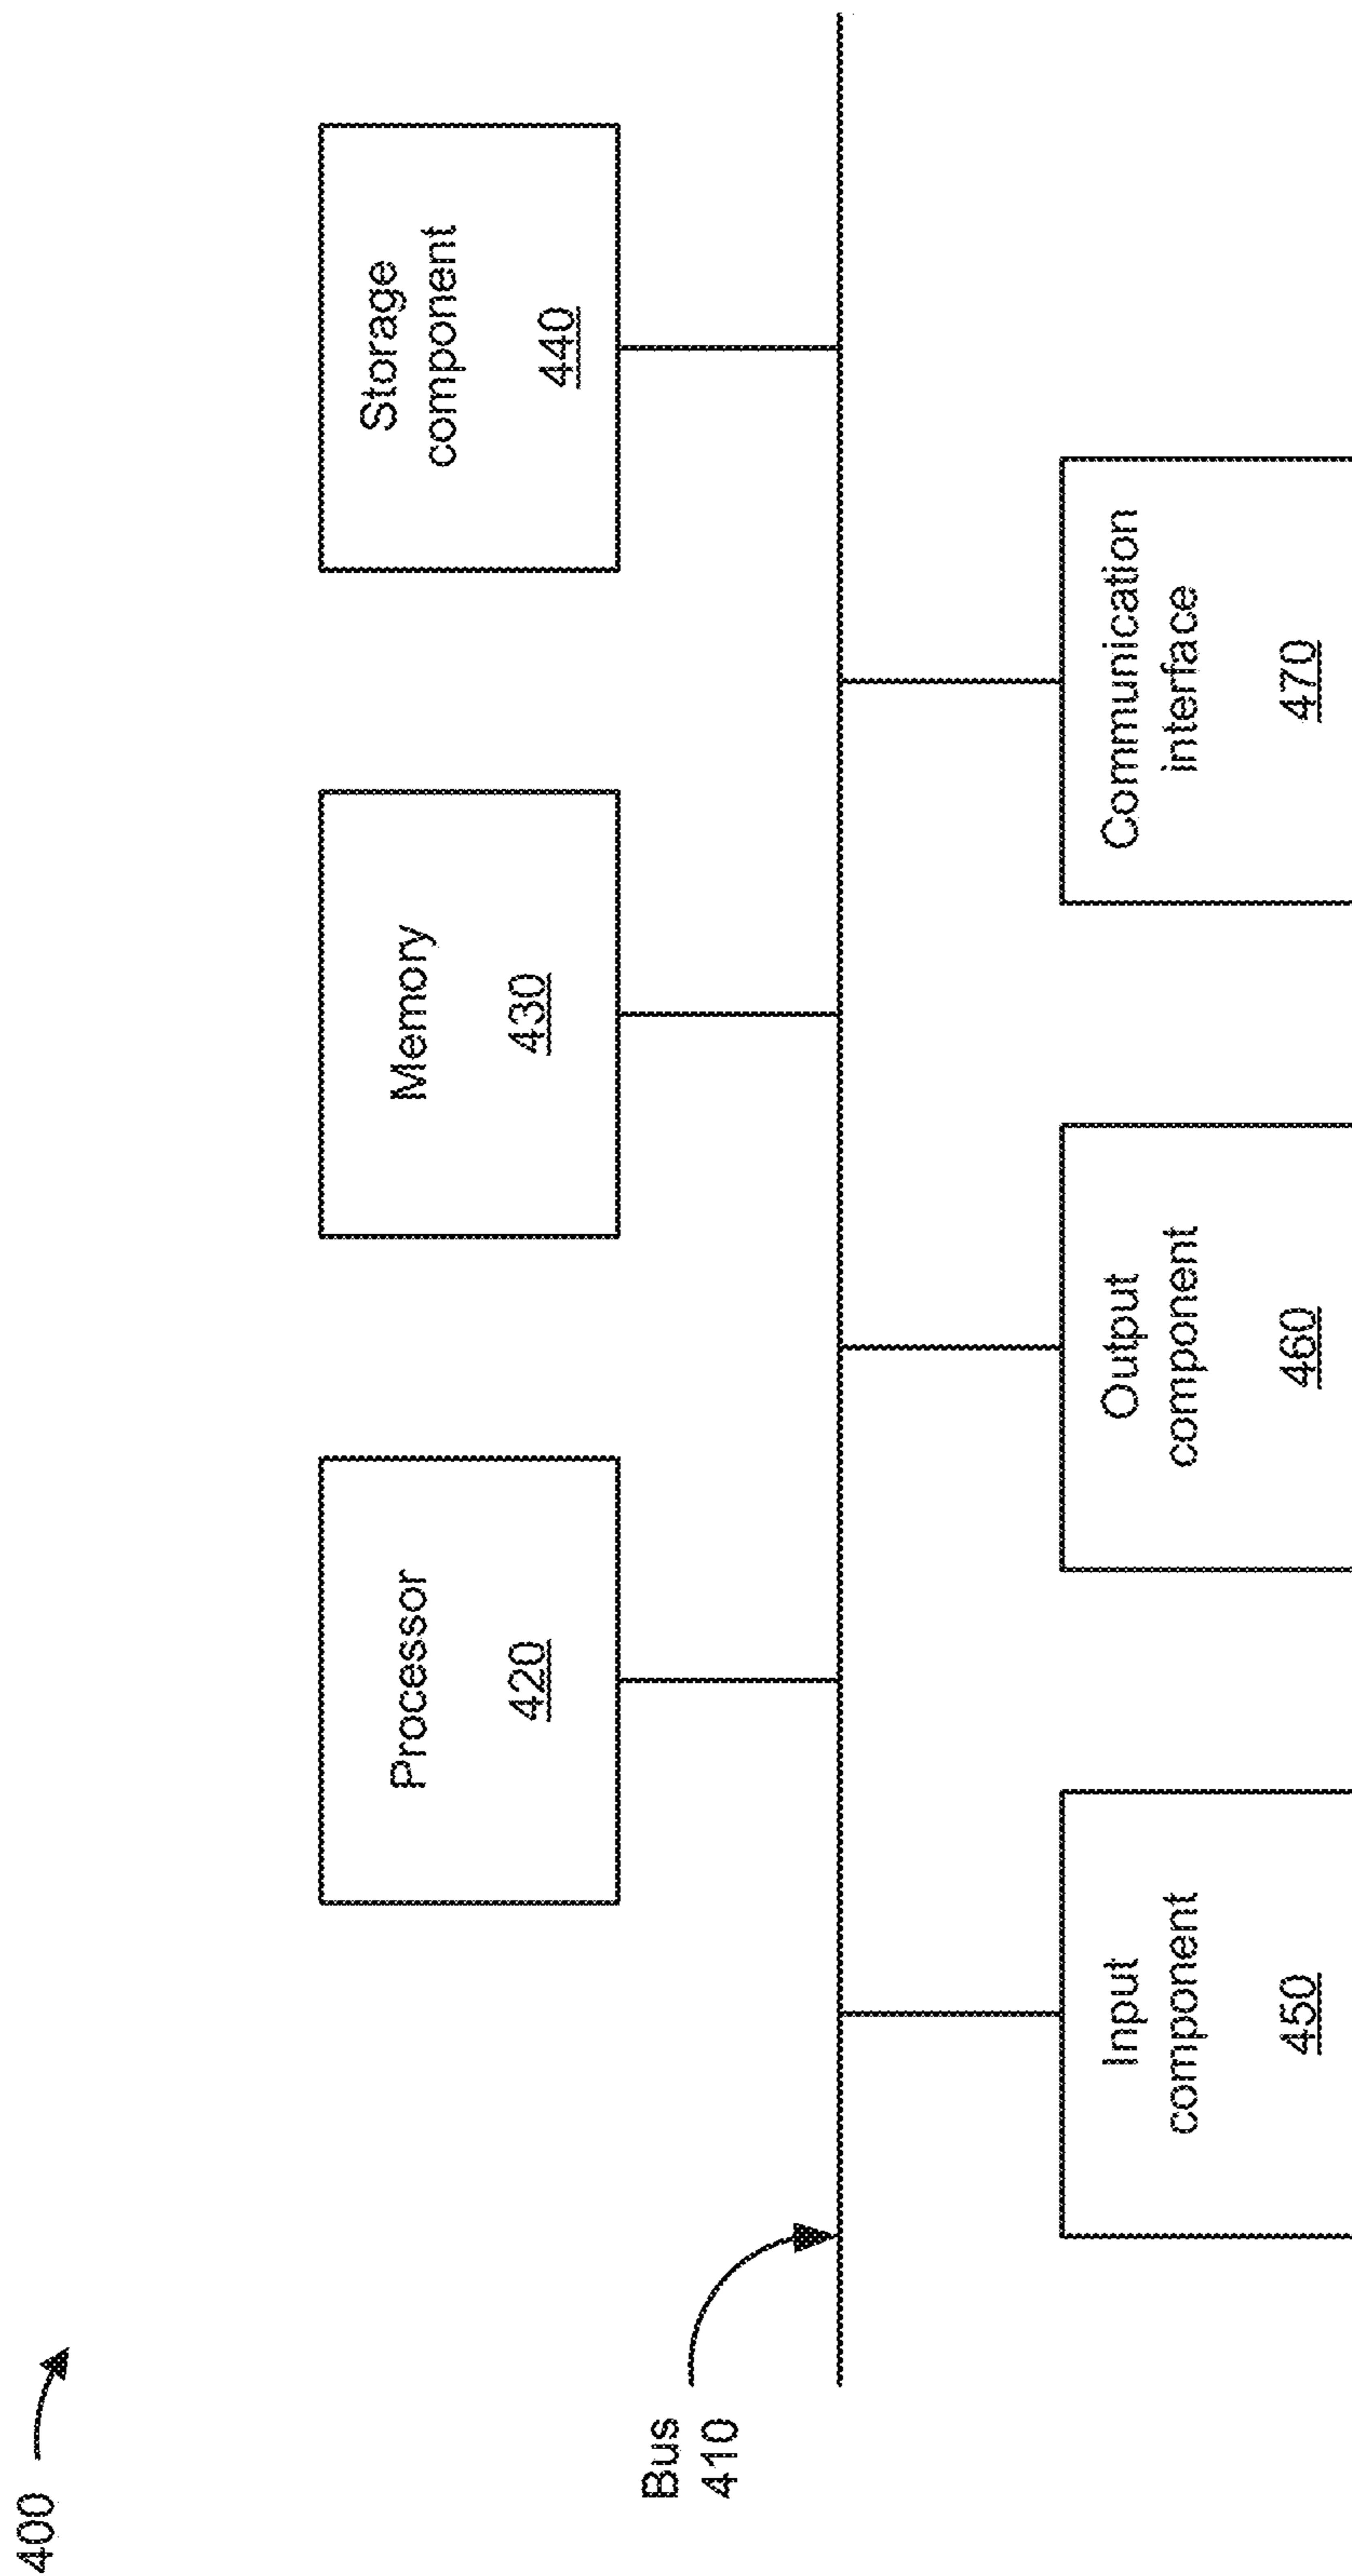 400
Processor
420
Memory
430
Storage
component
440
Bus
410
Input
component
450
Output
component
460
Communication
interface
470